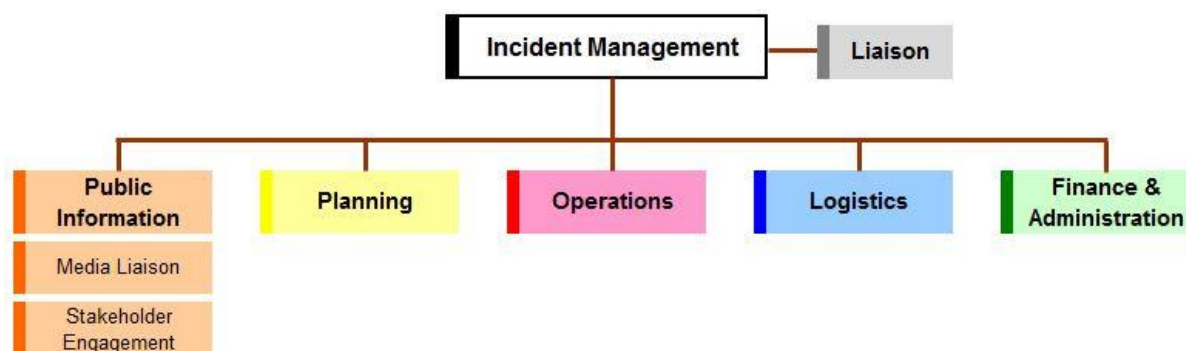 Incident Management
Liaison
Public
Information
Planning
Operations
Logistics
Finance &
Administration
Media Liaison
Stakeholder
Engagement